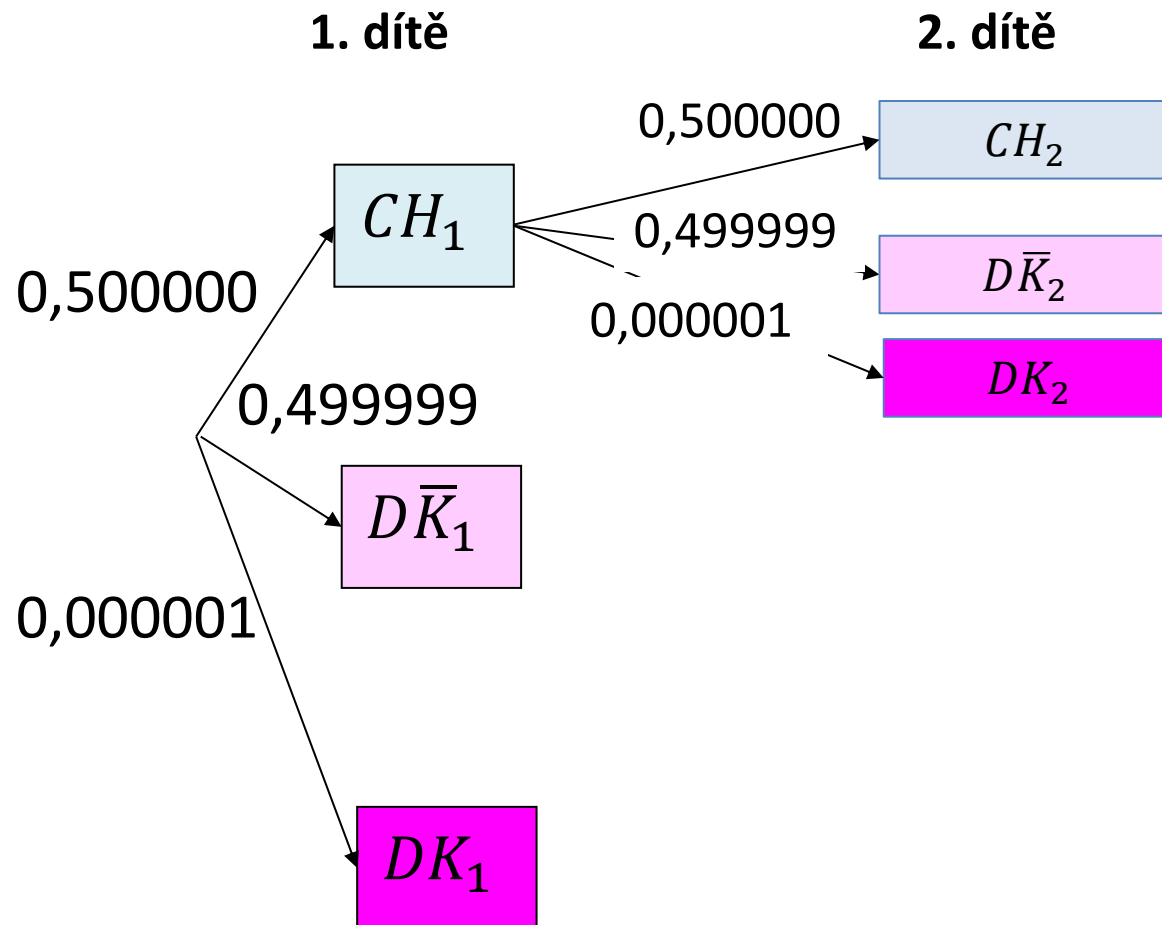 1. dítě
2. dítě
0,500000
CH₂
CH₁
0,499999
DK̅₂
0,500000
0,000001
DK₂
0,499999
DK̅₁
0,000001
DK₁